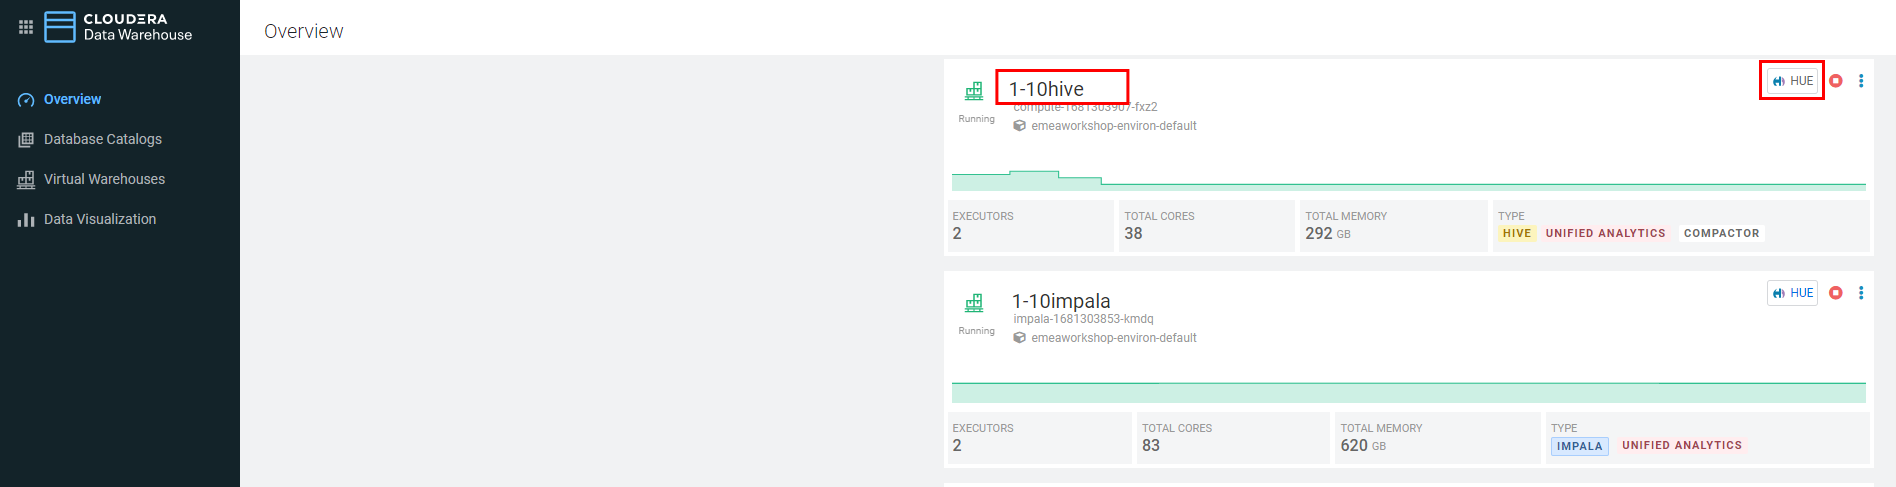 CLOUDERA
Data Warehouse
Overview
Database Catalogs
Virtual Warehouses
Data Visualization
Overview
1-10hive
HUE
compute-1681303907-fxz2
Running
emeaworkshop-environ-default
EXECUTORS
2
TOTAL CORES
38
TOTAL MEMORY
292 GB
TYPE
HIVE UNIFIED ANALYTICS COMPACTOR
1-10impala
HUE
impala-1681303853-kmdq
Running
emeaworkshop-environ-default
EXECUTORS
2
TOTAL CORES
83
TOTAL MEMORY
620 GB
TYPE
IMPALA UNIFIED ANALYTICS